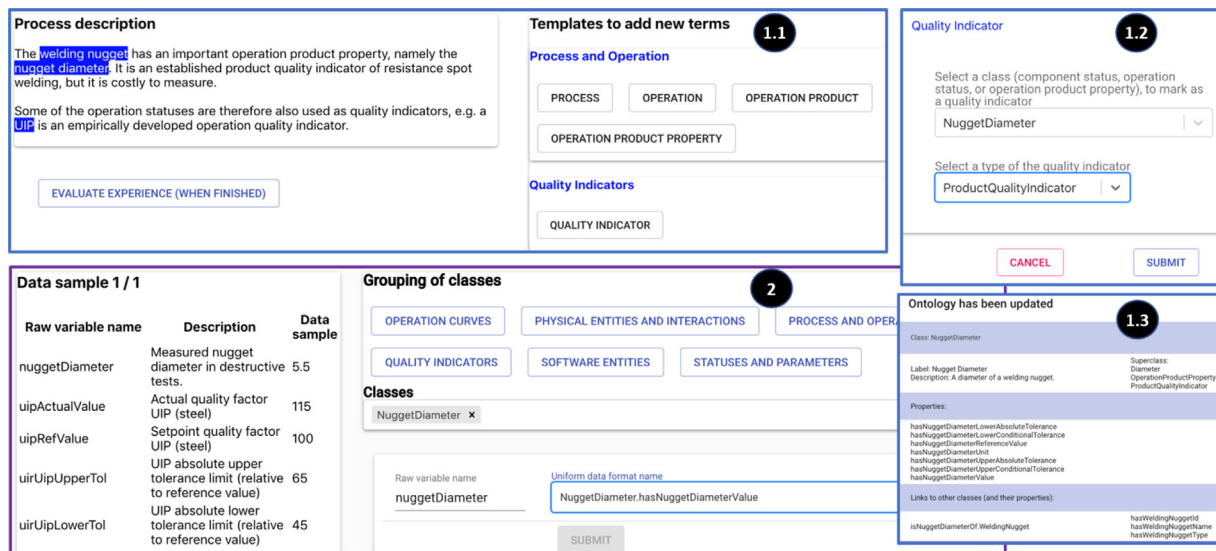 Process description
The welding nugget has an important operation product property, namely the
nugget diameter. It is an established product quality indicator of resistance spot
welding, but it is costly to measure.
Some of the operation statuses are therefore also used as quality indicators, e.g. a
UIP is an empirically developed operation quality indicator.
EVALUATE EXPERIENCE (WHEN FINISHED)
Templates to add new terms
1.1
Process and Operation
PROCESS
OPERATION
OPERATION PRODUCT
OPERATION PRODUCT PROPERTY
Quality Indicators
QUALITY INDICATOR
Quality Indicator
1.2
Select a class (component status, operation
status, or operation product property), to mark as
a quality indicator
NuggetDiameter
Select a type of the quality indicator
ProductQualityIndicator
CANCEL
SUBMIT
Data sample 1 / 1
Raw variable name
Description
Data
sample
nuggetDiameter
Measured nugget
diameter in destructive
tests.
5.5
uipActualValue
Actual quality factor
UIP (steel)
115
uipRefValue
Setpoint quality factor
UIP (steel)
100
uirUipUpperTol
UIP absolute upper
tolerance limit (relative
to reference value)
65
uirUipLowerTol
UIP absolute lower
tolerance limit (relative
to reference value)
45
Grouping of classes
2
OPERATION CURVES
PHYSICAL ENTITIES AND INTERACTIONS
PROCESS AND OPERA
QUALITY INDICATORS
SOFTWARE ENTITIES
STATUSES AND PARAMETERS
Classes
NuggetDiameter x
Raw variable name
nuggetDiameter
Uniform data format name
NuggetDiameter.hasNuggetDiameterValue
SUBMIT
Ontology has been updated
1.3
Class: NuggetDiameter
Label: Nugget Diameter
Description: A diameter of a welding nugget.
Superclass:
Diameter
OperationProductProperty
ProductQualityIndicator
Properties:
hasNuggetDiameterLowerAbsoluteTolerance
hasNuggetDiameterLowerConditionalTolerance
hasNuggetDiameterReferenceValue
hasNuggetDiameterUnit
hasNuggetDiameterUpperAbsoluteTolerance
hasNuggetDiameterUpperConditionalTolerance
hasNuggetDiameterValue
Links to other classes (and their properties):
isNuggetDiameterOf.WeldingNugget
hasWeldingNuggetId
hasWeldingNuggetName
hasWeldingNuggetType